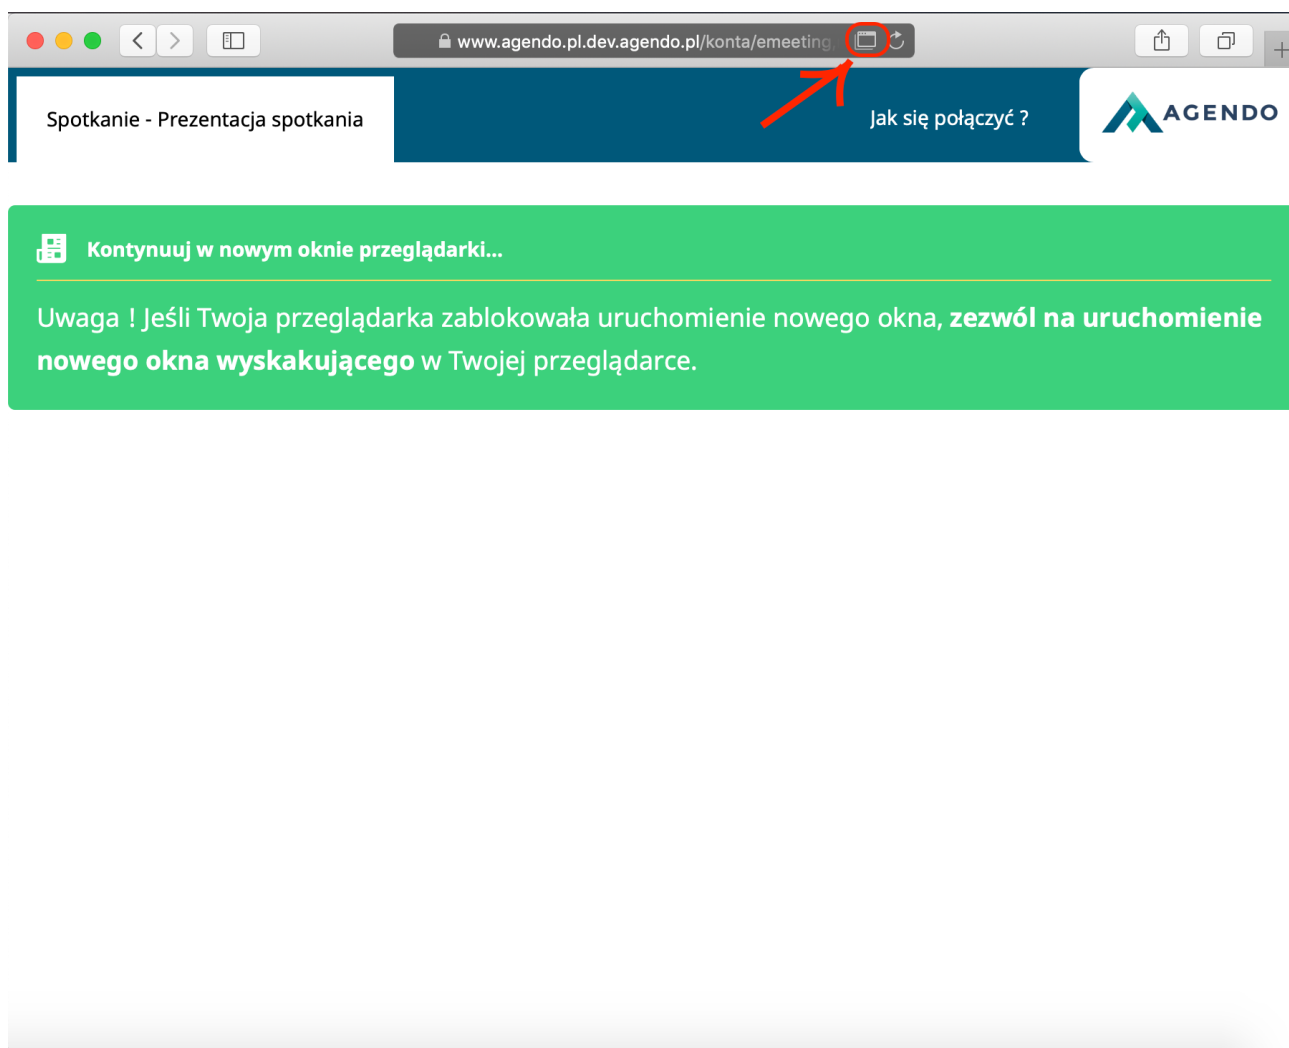 www.agendo.pl.dev.agendo.pl/konta/emeeting
Spotkanie - Prezentacja spotkania
Jak się połączyć ?
AGENDO
Kontynuuj w nowym oknie przeglądarki...
Uwaga ! Jeśli Twoja przeglądarka zablokowała uruchomienie nowego okna, zezwól na uruchomienie
nowego okna wyskakującego w Twojej przeglądarce.